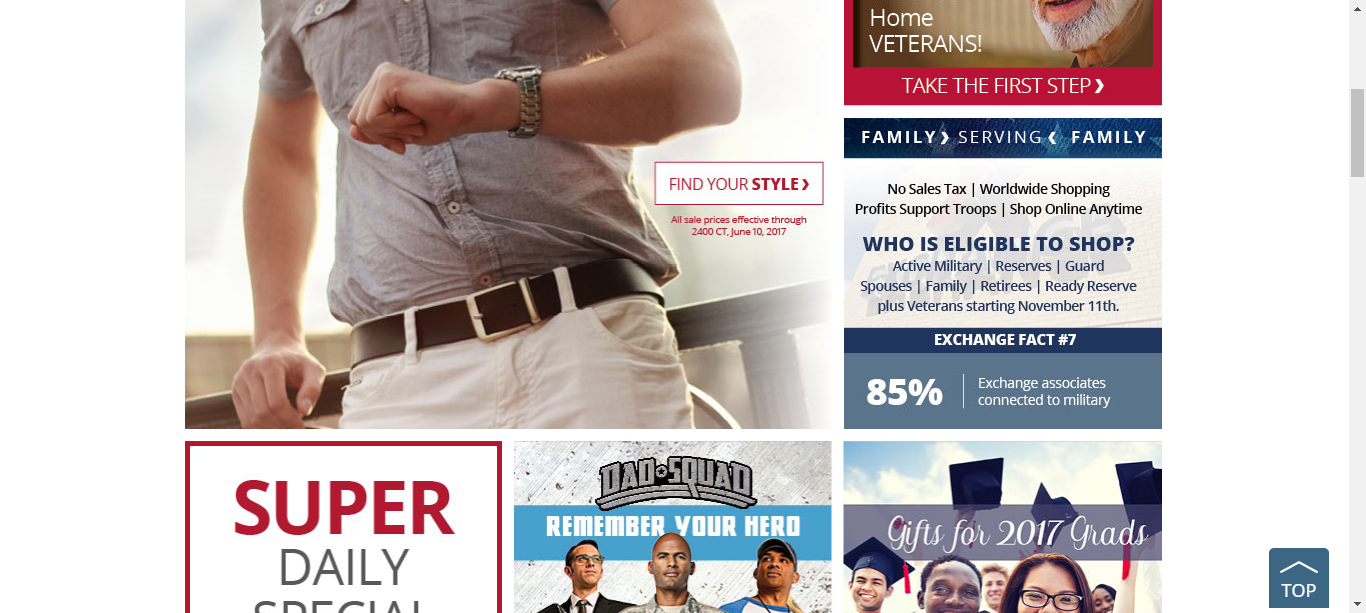 Home
VETERANS!
TAKE THE FIRST STEP
FAMILY SERVING FAMILY
No Sales Tax | Worldwide Shopping
Profits Support Troops | Shop Online Anytime
WHO IS ELIGIBLE TO SHOP?
Active Military | Reserves | Guard
Spouses | Family | Retirees | Ready Reserve
plus Veterans starting November 11th.
EXCHANGE FACT #7
85% Exchange associates
connected to military
FIND YOUR STYLE
All sale prices effective through
2400 CT, June 10, 2017
SUPER
DAILY
SPECIAL
DAD SQUAD
REMEMBER YOUR HERO
Gifts for 2017 Grads
TOP